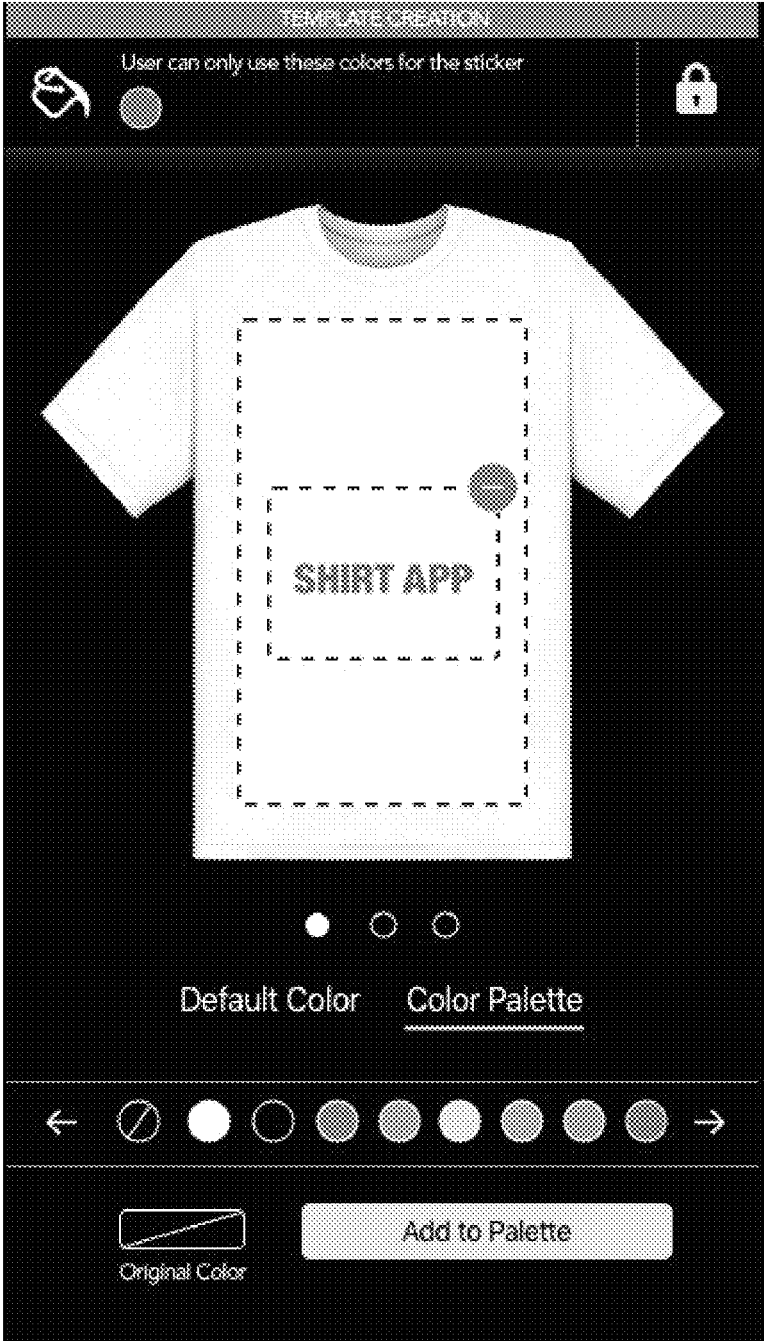 TEMPLATE CREATION
User can only use these colors for the sticker
SHIRT APP
Default Color
Color Palette
Add to Palette
Original Color